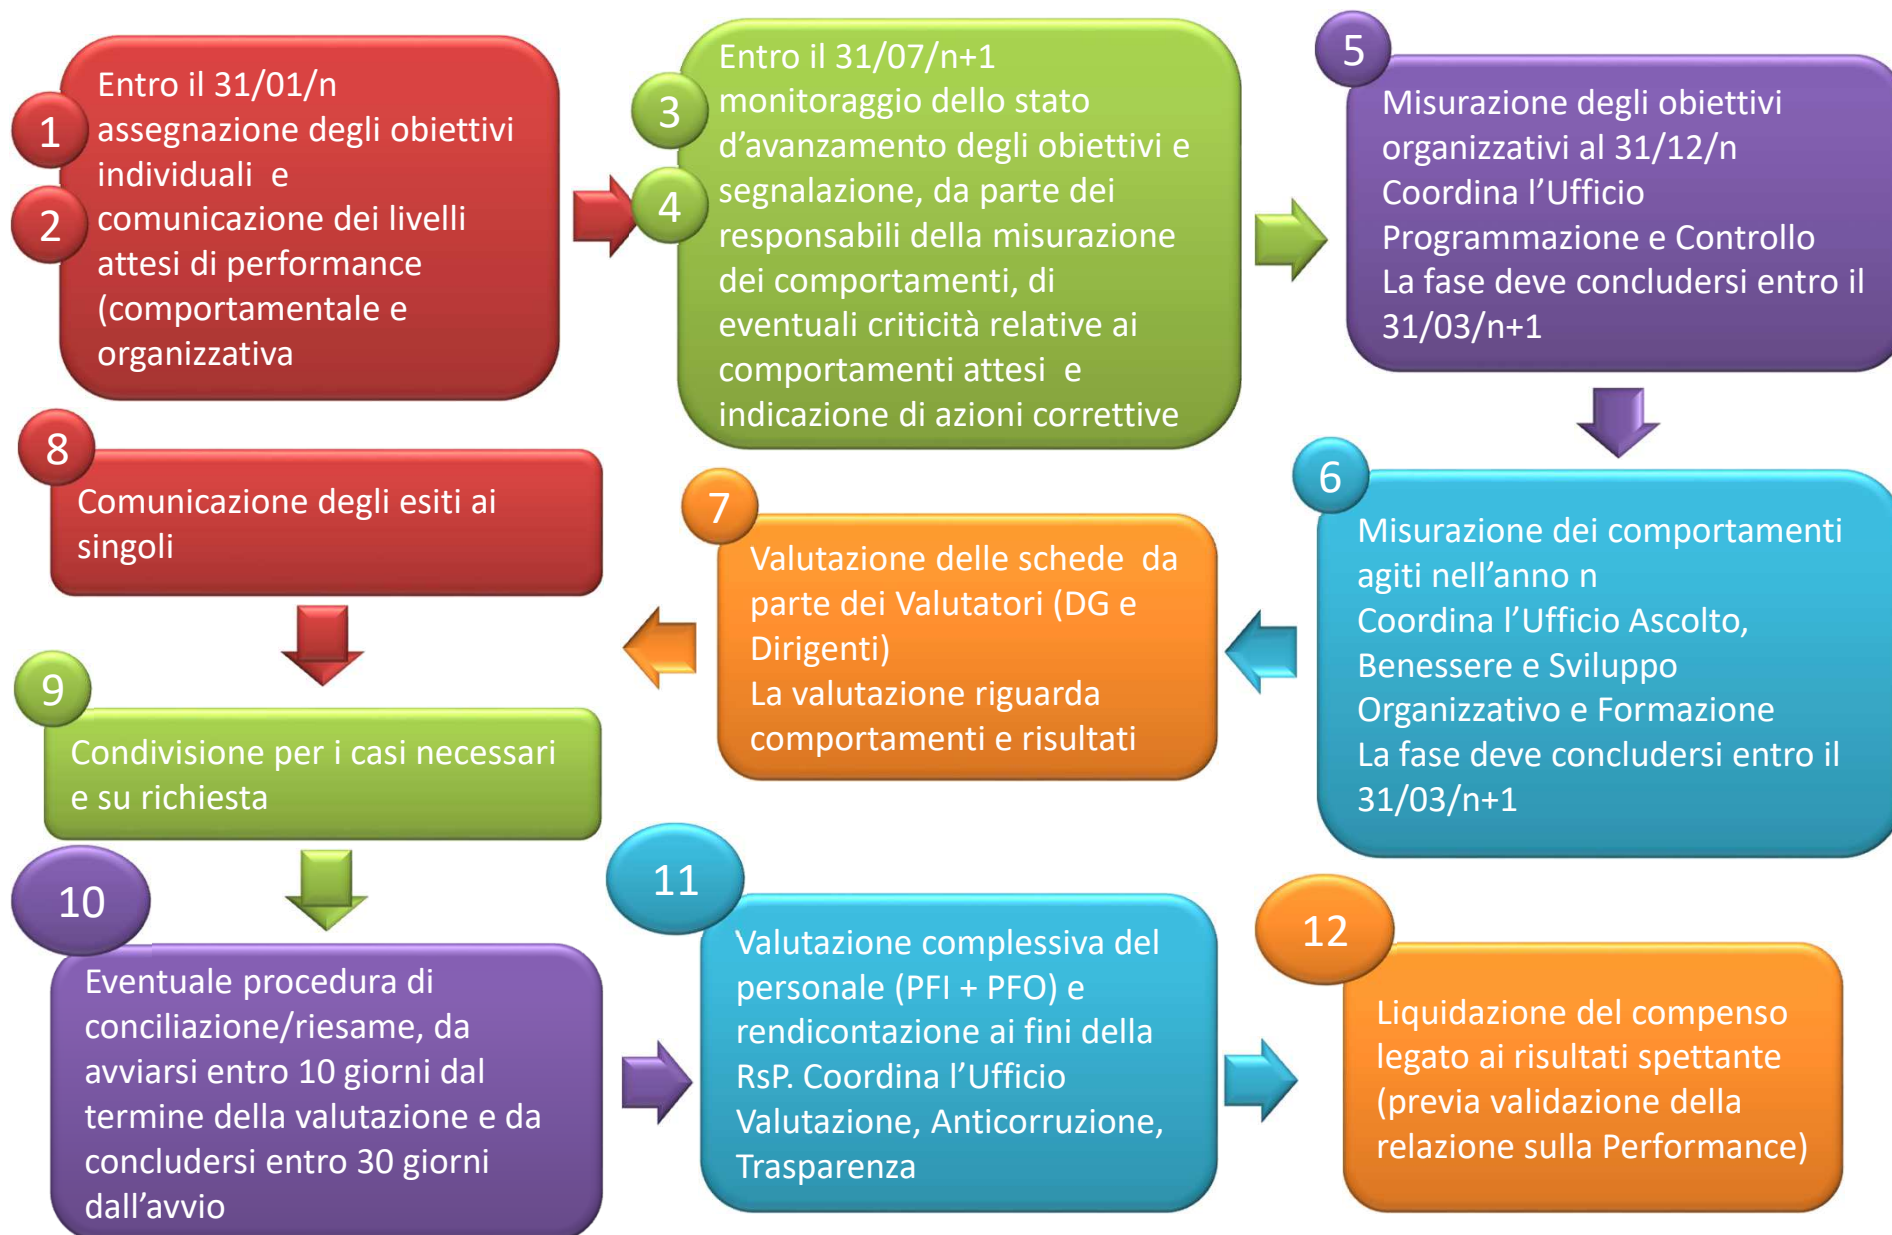 1
2
Entro il 31/01/n
assegnazione degli obiettivi
individuali e
comunicazione dei livelli
attesi di performance
(comportamentale e
organizzativa
3
4
Entro il 31/07/n+1
monitoraggio dello stato
d’avanzamento degli obiettivi e
segnalazione, da parte dei
responsabili della misurazione
dei comportamenti, di
eventuali criticità relative ai
comportamenti attesi e
indicazione di azioni correttive
5
Misurazione degli obiettivi
organizzativi al 31/12/n
Coordina l’Ufficio
Programmazione e Controllo
La fase deve concludersi entro il
31/03/n+1
6
Misurazione dei comportamenti
agiti nell’anno n
Coordina l’Ufficio Ascolto,
Benessere e Sviluppo
Organizzativo e Formazione
La fase deve concludersi entro il
31/03/n+1
7
Valutazione delle schede da
parte dei Valutatori (DG e
Dirigenti)
La valutazione riguarda
comportamenti e risultati
8
Comunicazione degli esiti ai
singoli
9
Condivisione per i casi necessari
e su richiesta
10
Eventuale procedura di
conciliazione/riesame, da
avviarsi entro 10 giorni dal
termine della valutazione e da
concludersi entro 30 giorni
dall’avvio
11
Valutazione complessiva del
personale (PFI + PFO) e
rendicontazione ai fini della
RsP. Coordina l’Ufficio
Valutazione, Anticorruzione,
Trasparenza
12
Liquidazione del compenso
legato ai risultati spettante
(previa validazione della
relazione sulla Performance)